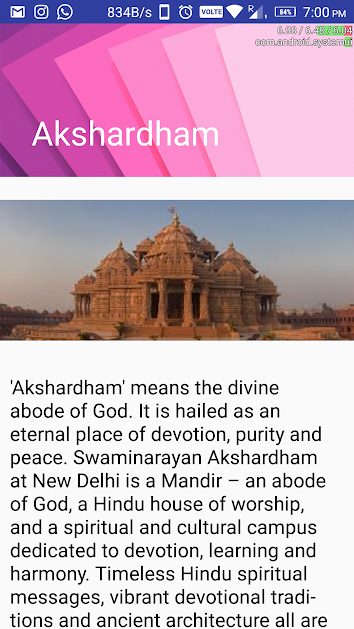 834B/s VOLTE R 84% 7:00 PM
6.96 / 6.48 / 6.04
com.android.systemui
Akshardham
'Akshardham' means the divine
abode of God. It is hailed as an
eternal place of devotion, purity and
peace. Swaminarayan Akshardham
at New Delhi is a Mandir – an abode
of God, a Hindu house of worship,
and a spiritual and cultural campus
dedicated to devotion, learning and
harmony. Timeless Hindu spiritual
messages, vibrant devotional tradi-
tions and ancient architecture all are